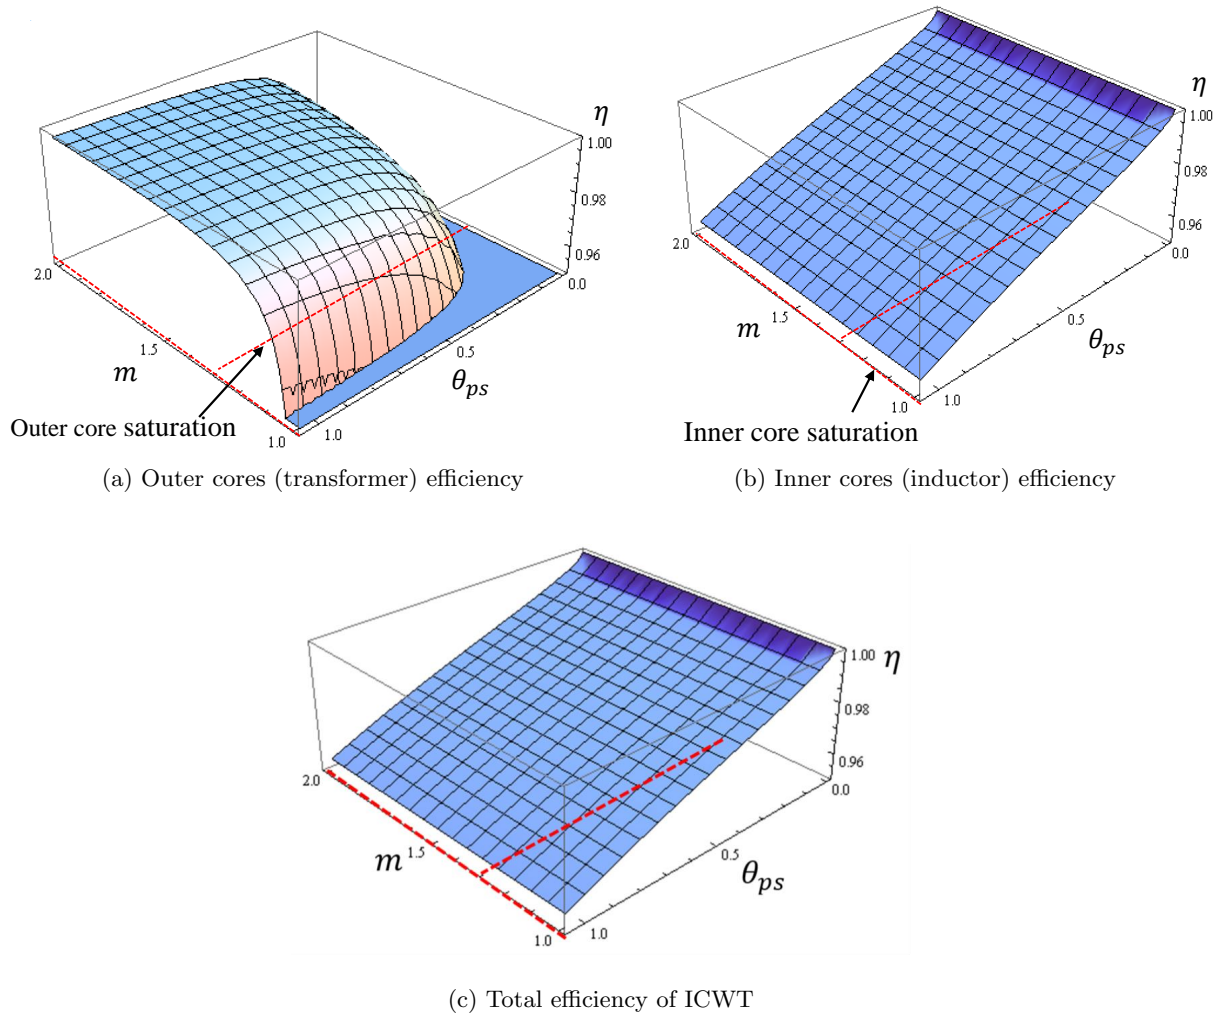 η
1.00
0.98
0.96
0.0
0.5
θps
1.0
2.0
1.5
m
1.0
Outer core saturation
(a) Outer cores (transformer) efficiency
η
1.00
0.98
0.96
0.0
0.5
θps
1.0
2.0
1.5
m
1.0
Inner core saturation
(b) Inner cores (inductor) efficiency
1.00 η
0.98
0.96
0.0
0.5
θps
1.0
2.0
m 1.5
1.0
(c) Total efficiency of ICWT